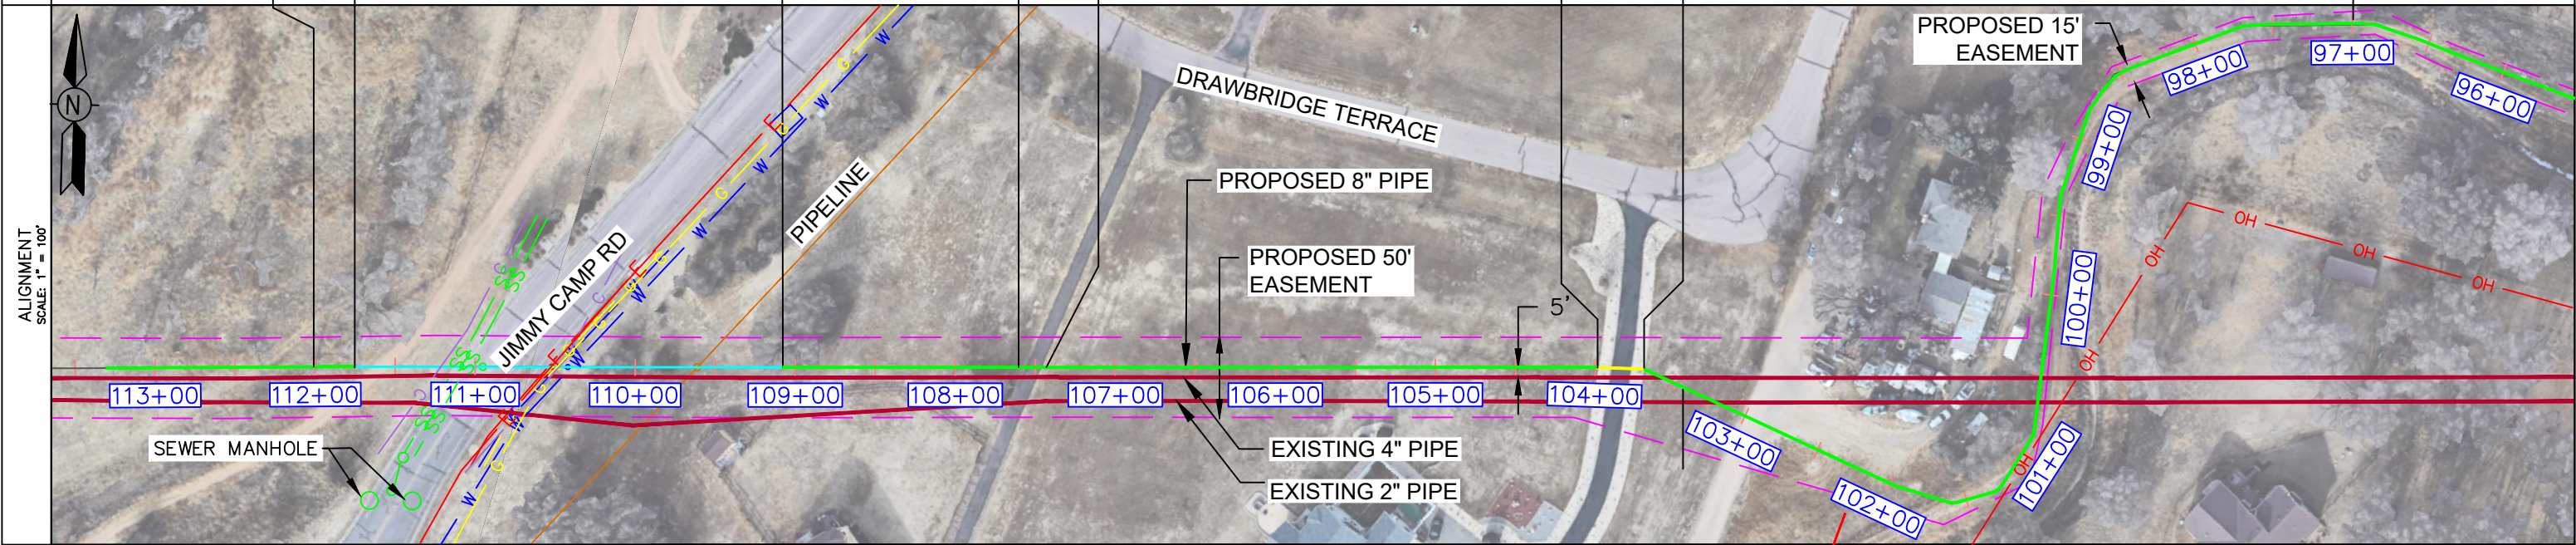 ALIGNMENT
SCALE: 1" = 100'
N
PROPOSED 15'
EASEMENT
97+00
98+00
96+00
99+00
DRAWBRIDGE TERRACE
PROPOSED 8" PIPE
PROPOSED 50'
EASEMENT
5'
PIPELINE
JIMMY CAMP RD
100+00
113+00
112+00
111+00
110+00
109+00
108+00
107+00
106+00
105+00
104+00
103+00
102+00
101+00
SEWER MANHOLE
EXISTING 4" PIPE
EXISTING 2" PIPE
W
G
W
W
E
W
G
W
E
G
W
C
E
W
W
G
W
C
SS
SS
SS
OH
OH
OH
OH
OH
OH